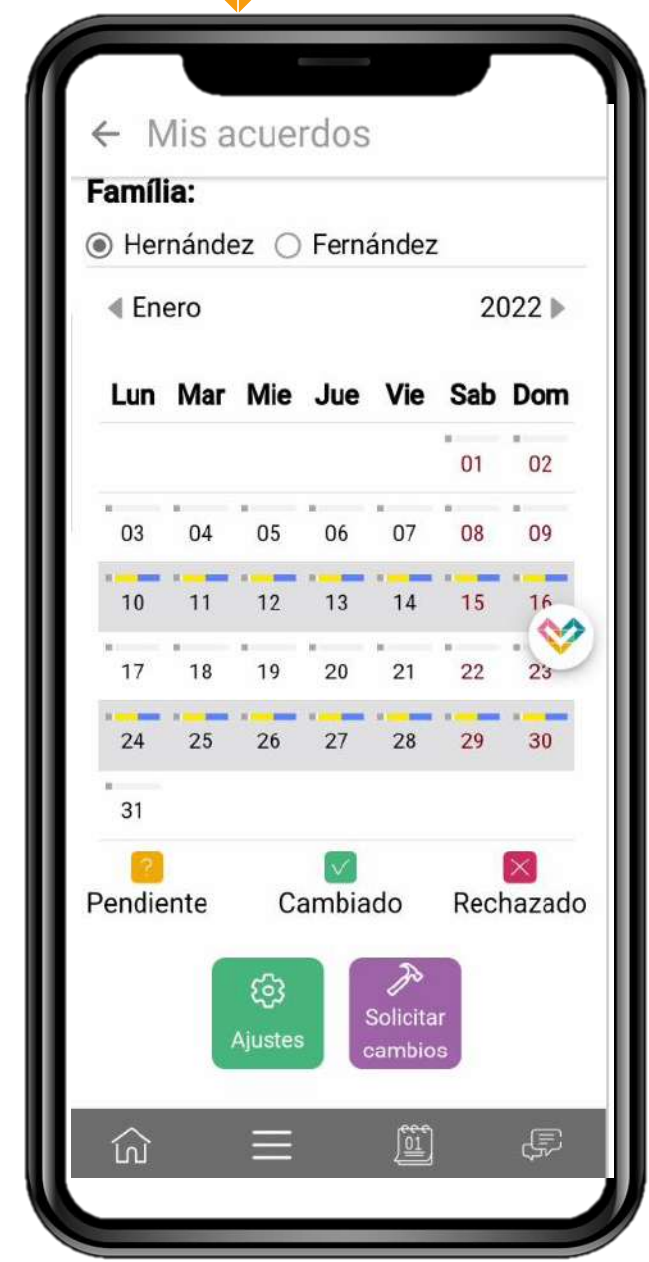 ← Mis acuerdos
Família:
Hernández Fernández
Enero 2022
Lun Mar Mie Jue Vie Sab Dom
01 02
03 04 05 06 07 08 09
10 11 12 13 14 15 16
17 18 19 20 21 22 23
24 25 26 27 28 29 30
31
?
Pendiente Cambiado Rechazado
Ajustes
Solicitar
cambios
01